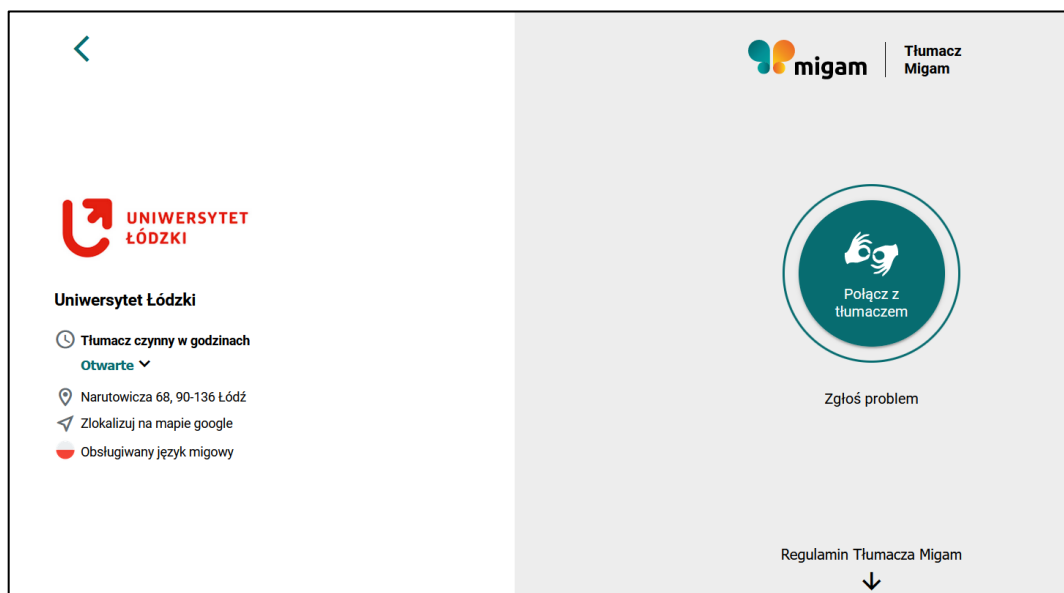 UNIWERSYTET
ŁÓDZKI
Uniwersytet Łódzki
Tłumacz czynny w godzinach
Otwarte
Narutowicza 68, 90-136 Łódź
Zlokalizuj na mapie google
Obsługiwany język migowy
migam
Tłumacz
Migam
Połącz z
tłumaczem
Zgłoś problem
Regulamin Tłumacza Migam